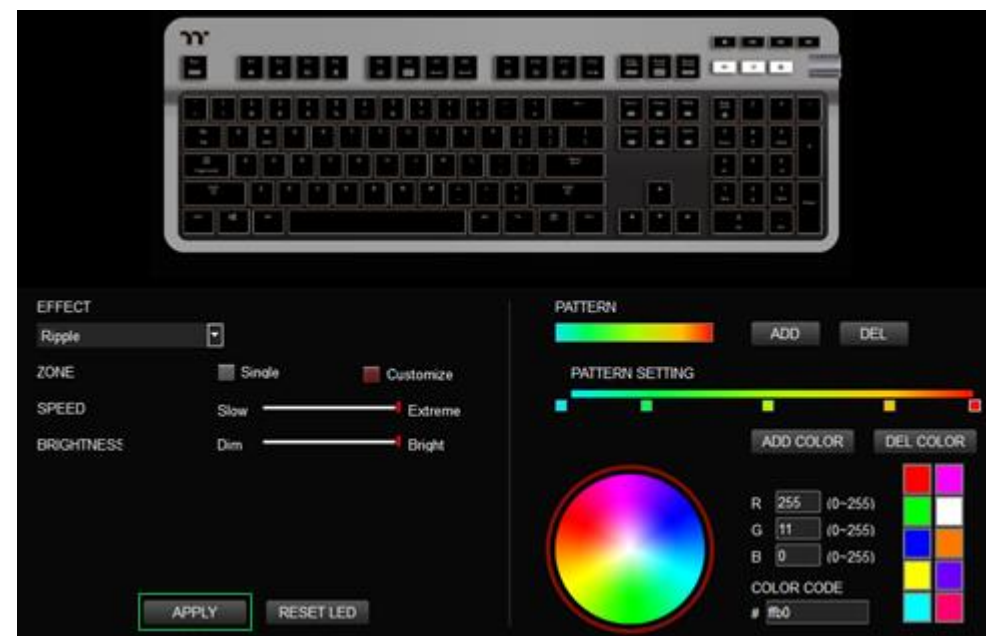 EFFECT
Ripple
ZONE
Single
Customize
SPEED
Slow
Extreme
BRIGHTNESS
Dim
Bright
APPLY
RESET LED
PATTERN
ADD
DEL
PATTERN SETTING
ADD COLOR
DEL COLOR
R 255 (0~255)
G 11 (0~255)
B 0 (0~255)
COLOR CODE
# ffb0